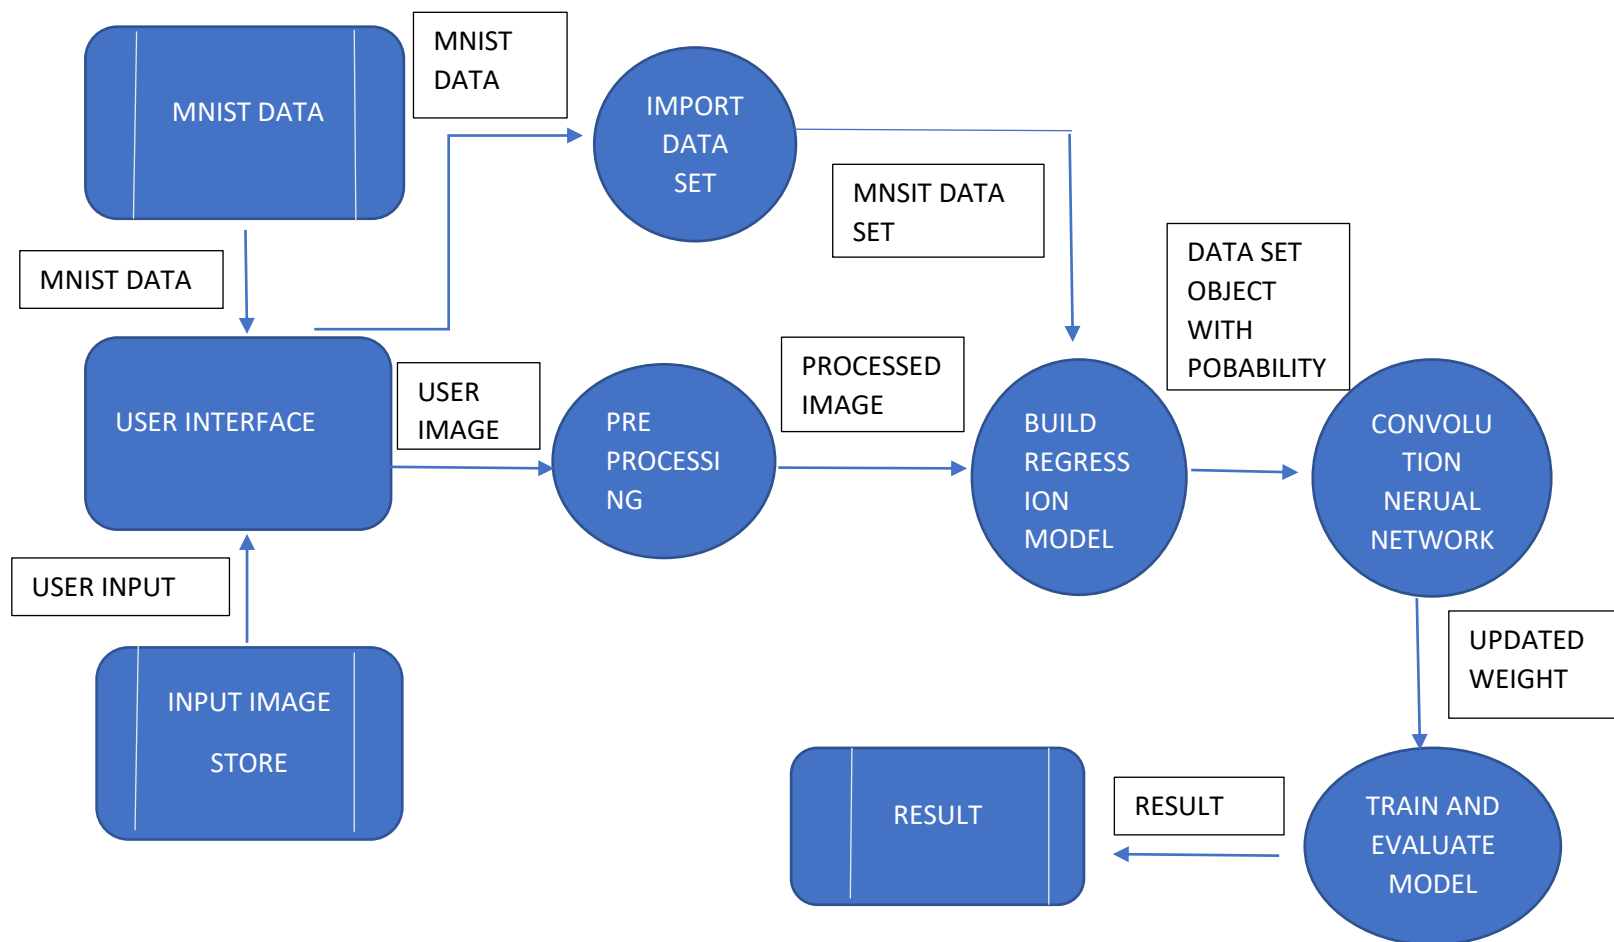 MNIST DATA
MNIST
DATA
IMPORT
DATA
SET
MNSIT DATA
SET
MNIST DATA
DATA SET
OBJECT
WITH
POBABILITY
USER INTERFACE
USER
IMAGE
PRE
PROCESSI
NG
PROCESSED
IMAGE
BUILD
REGRESS
ION
MODEL
CONVOLU
TION
NERUAL
NETWORK
USER INPUT
INPUT IMAGE
STORE
UPDATED
WEIGHT
RESULT
RESULT
TRAIN AND
EVALUATE
MODEL